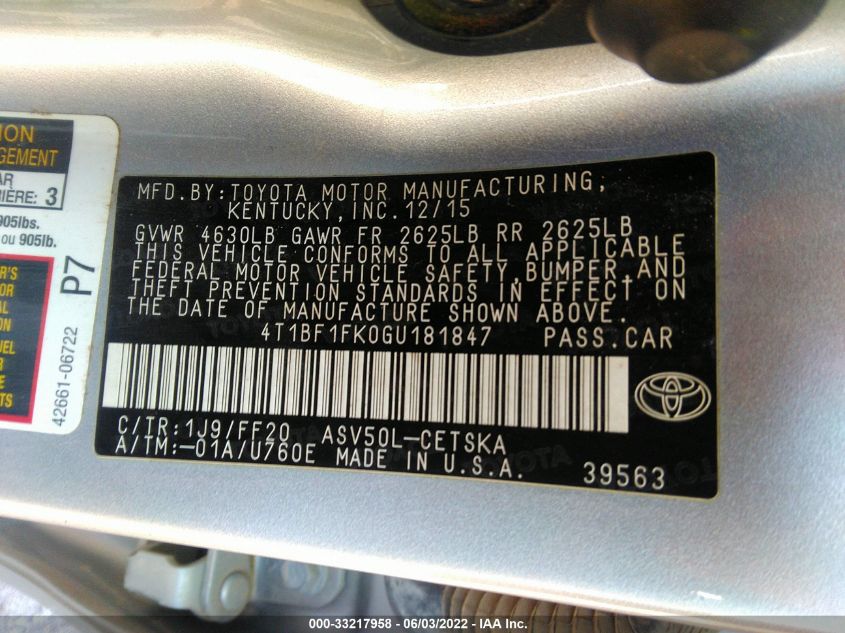 ION
GEMENT
AR
RIÈRE: 3
905lbs.
ou 905lb.
P7
42661-06722
MFD.BY:TOYOTA MOTOR MANUFACTURING,
KENTUCKY,INC.12/15
GVWR 4630LB GAWR FR 2625LB RR 2625LB
THIS VEHICLE CONFORMS TO ALL APPLICABLE
FEDERAL MOTOR VEHICLE SAFETY,BUMPER,AND
THEFT PREVENTION STANDARDS IN EFFECT ON
THE DATE OF MANUFACTURE SHOWN ABOVE.
4T1BF1FK0GU181847 PASS.CAR
C/TR:1J9/FF20 ASV50L-CETSKA
A/TM:-01A/U760E MADE IN U.S.A.
39563
000-33217958 - 06/03/2022 - IAA Inc.